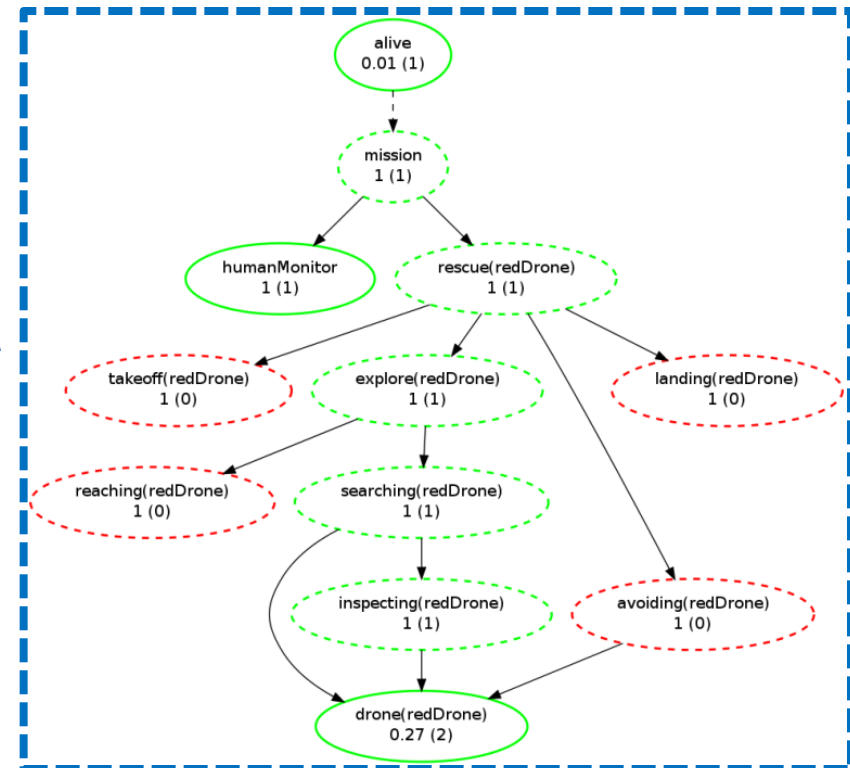 alive
0.01 (1)
mission
1 (1)
humanMonitor
1 (1)
rescue(redDrone)
1 (1)
takeoff(redDrone)
1 (0)
explore(redDrone)
1 (1)
landing(redDrone)
1 (0)
reaching(redDrone)
1 (0)
searching(redDrone)
1 (1)
inspecting(redDrone)
1 (1)
avoiding(redDrone)
1 (0)
drone(redDrone)
0.27 (2)